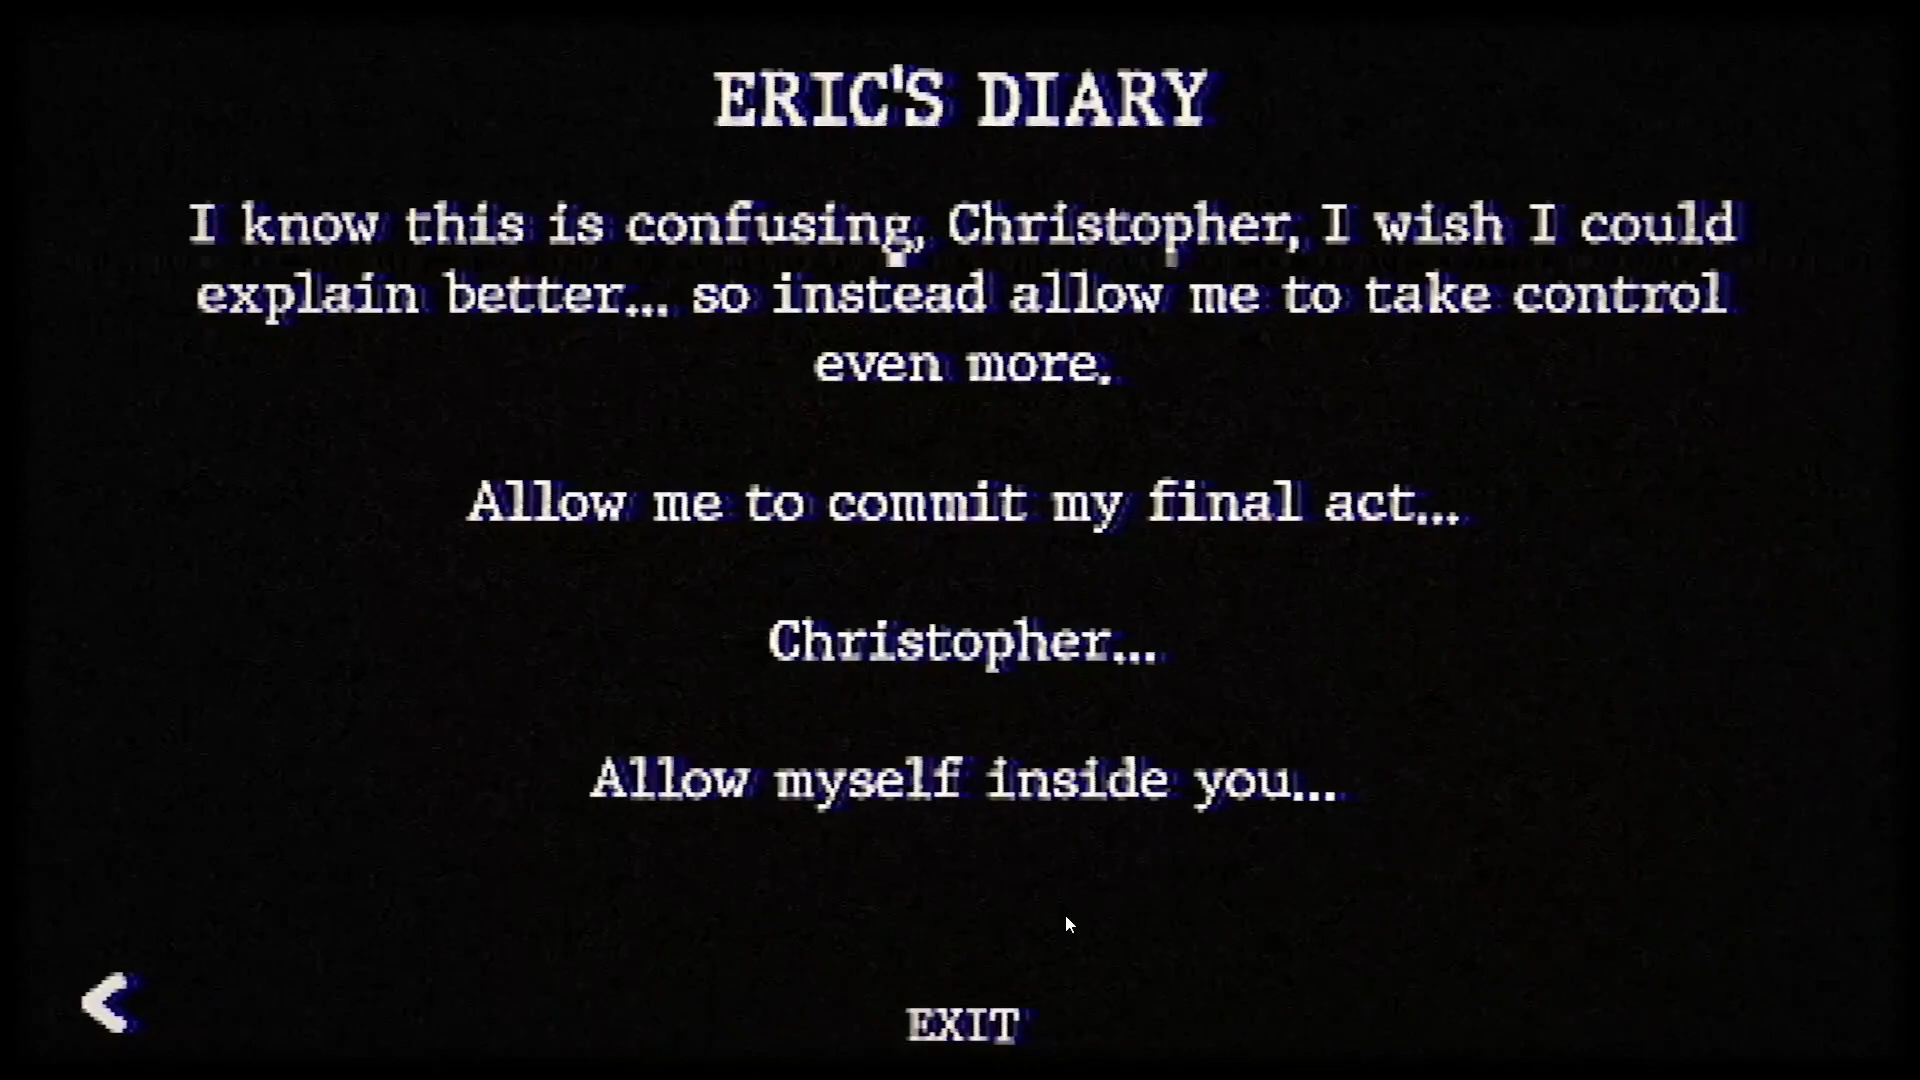 ERIC'S DIARY
I know this is confusing, Christopher, I wish I could
explain better... so instead allow me to take control
even more.
Allow me to commit my final act...
Christopher...
Allow myself inside you...
<
EXIT